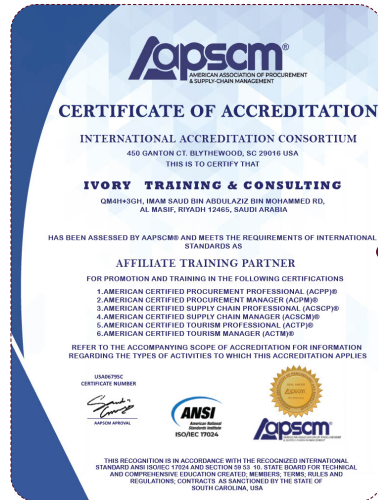 aapscm®
AMERICAN ASSOCIATION OF PROCUREMENT
& SUPPLY-CHAIN MANAGEMENT
CERTIFICATE OF ACCREDITATION
INTERNATIONAL ACCREDITATION CONSORTIUM
450 GANTON CT. BLYTHEWOOD, SC 29016 USA
THIS IS TO CERTIFY THAT
IVORY TRAINING & CONSULTING
QM4H+3GH, IMAM SAUD BIN ABDULAZIZ BIN MOHAMMED RD,
AL MASIF, RIYADH 12465, SAUDI ARABIA
HAS BEEN ASSESSED BY AAPSCM® AND MEETS THE REQUIREMENTS OF INTERNATIONAL
STANDARDS AS
AFFILIATE TRAINING PARTNER
FOR PROMOTION AND TRAINING IN THE FOLLOWING CERTIFICATIONS
1.AMERICAN CERTIFIED PROCUREMENT PROFESSIONAL (ACPP)®
2.AMERICAN CERTIFIED PROCUREMENT MANAGER (ACPM)®
3.AMERICAN CERTIFIED SUPPLY CHAIN PROFESSIONAL (ACSCP)®
4.AMERICAN CERTIFIED SUPPLY CHAIN MANAGER (ACSCM)®
5.AMERICAN CERTIFIED TOURISM PROFESSIONAL (ACTP)®
6.AMERICAN CERTIFIED TOURISM MANAGER (ACTM)®
REFER TO THE ACCOMPANYING SCOPE OF ACCREDITATION FOR INFORMATION
REGARDING THE TYPES OF ACTIVITIES TO WHICH THIS ACCREDITATION APPLIES
USA06795C
CERTIFICATE NUMBER
AAPSCM APROVAL
ANSI
American National
Standards Institute
ISO/IEC 17024
aapscm®
THIS RECOGNITION IS IN ACCORDANCE WITH THE RECOGNIZED INTERNATIONAL
STANDARD ANSI ISO/IEC 17024 AND SECTION 59 53 10. STATE BOARD FOR TECHNICAL
AND COMPREHENSIVE EDUCATION CREATED; MEMBERS; TERMS; RULES AND
REGULATIONS; CONTRACTS AS SANCTIONED BY THE STATE OF
SOUTH CAROLINA, USA